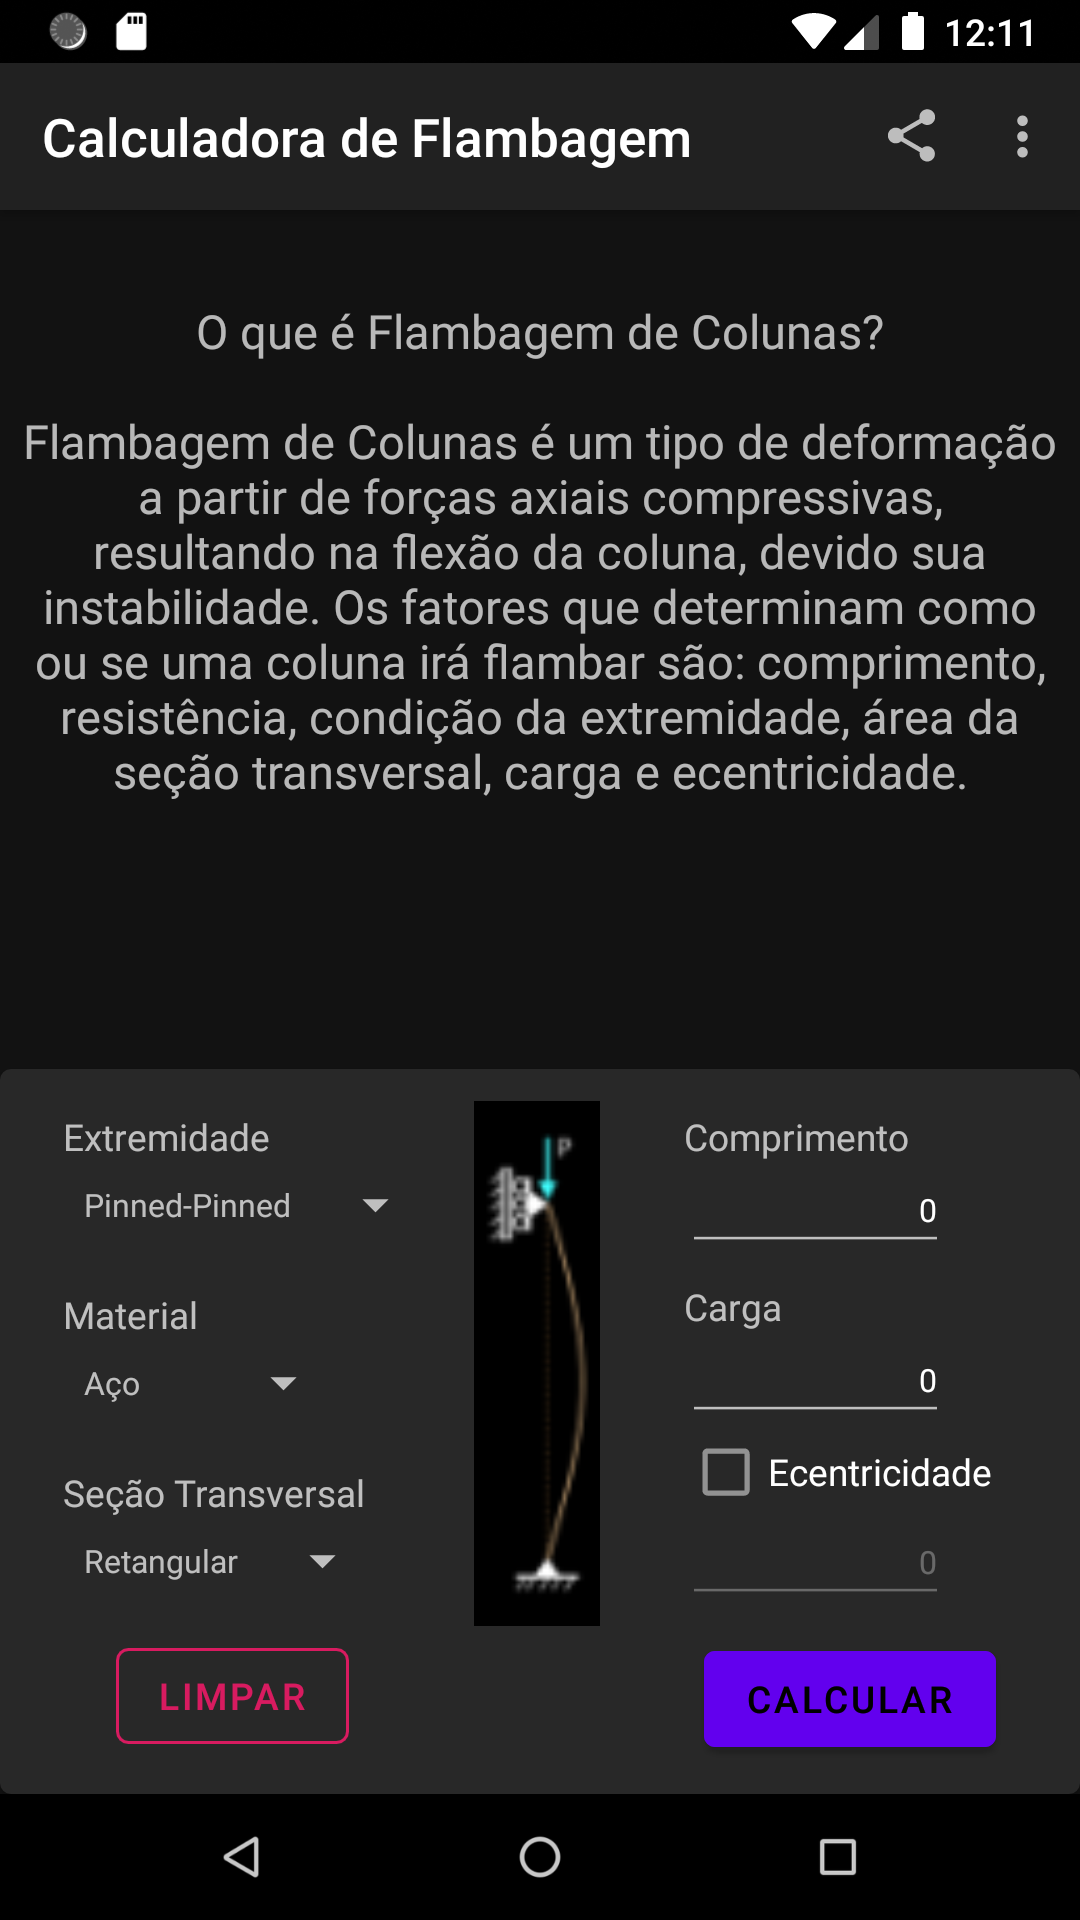 12:11
Calculadora de Flambagem
O que é Flambagem de Colunas?
Flambagem de Colunas é um tipo de deformação
a partir de forças axiais compressivas,
resultando na flexão da coluna, devido sua
instabilidade. Os fatores que determinam como
ou se uma coluna irá flambar são: comprimento,
resistência, condição da extremidade, área da
seção transversal, carga e ecentricidade.
Extremidade
Pinned-Pinned
Material
Aço
Seção Transversal
Retangular
LIMPAR
P
Comprimento
0
Carga
0
Ecentricidade
0
CALCULAR